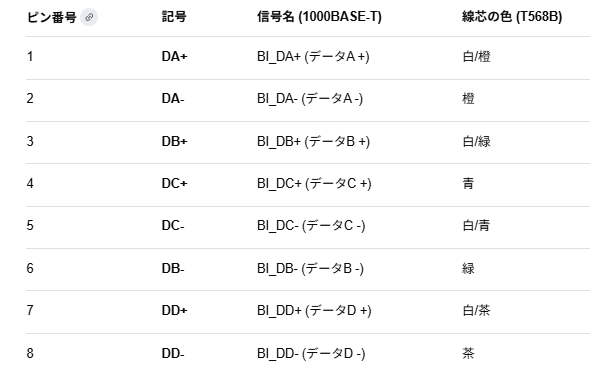 ピン番号 記号 信号名 (1000BASE-T) 線芯の色 (T568B)
1 DA+ BI_DA+ (データA +) 白/橙
2 DA- BI_DA- (データA -) 橙
3 DB+ BI_DB+ (データB +) 白/緑
4 DC+ BI_DC+ (データC +) 青
5 DC- BI_DC- (データC -) 白/青
6 DB- BI_DB- (データB -) 緑
7 DD+ BI_DD+ (データD +) 白/茶
8 DD- BI_DD- (データD -) 茶